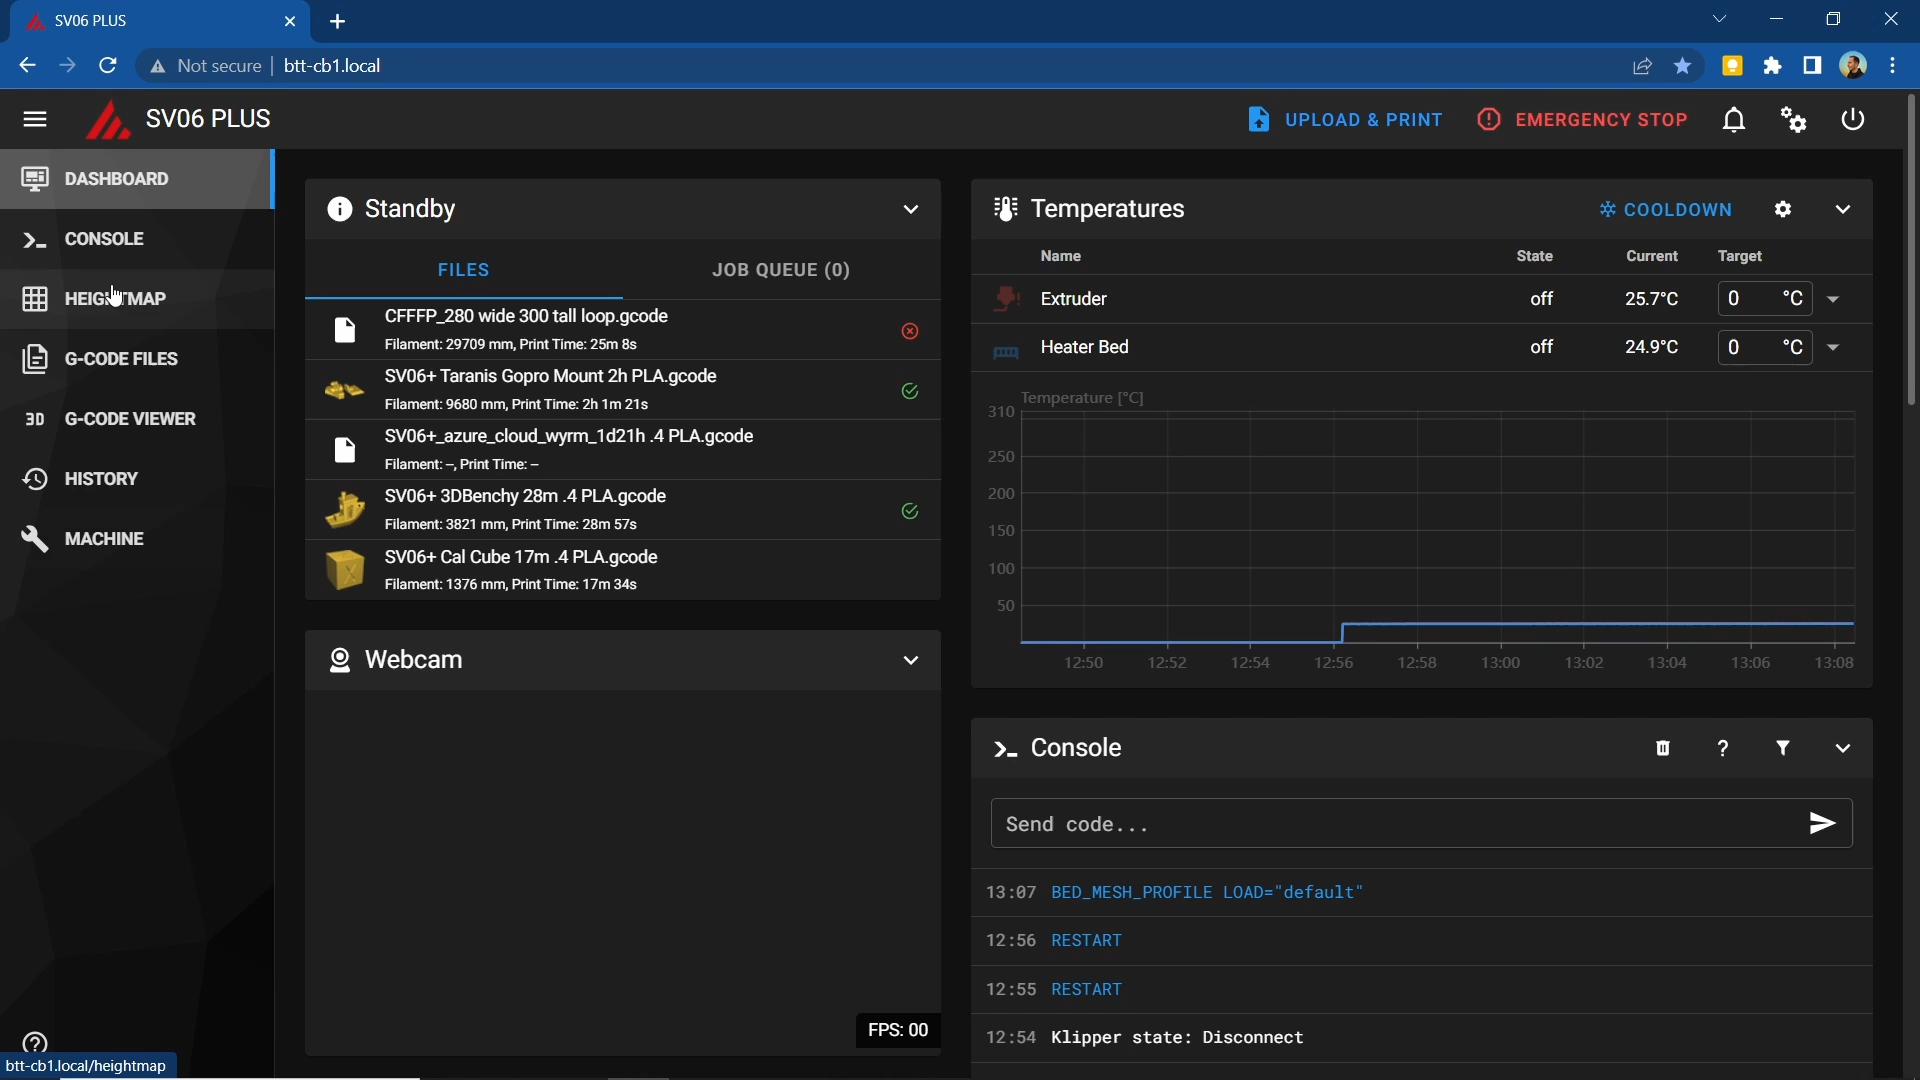 SV06 PLUS
Not secure | btt-cb1.local
SV06 PLUS
UPLOAD & PRINT
EMERGENCY STOP
DASHBOARD
CONSOLE
HEIGHTMAP
G-CODE FILES
3D G-CODE VIEWER
HISTORY
MACHINE
btt-cb1.local/heightmap
Standby
FILES
JOB QUEUE (0)
CFFFP_280 wide 300 tall loop.gcode
Filament: 29709 mm, Print Time: 25m 8s
SV06+ Taranis Gopro Mount 2h PLA.gcode
Filament: 9680 mm, Print Time: 2h 1m 21s
SV06+_azure_cloud_wyrm_1d21h .4 PLA.gcode
Filament: --, Print Time: --
SV06+ 3DBenchy 28m .4 PLA.gcode
Filament: 3821 mm, Print Time: 28m 57s
SV06+ Cal Cube 17m .4 PLA.gcode
Filament: 1376 mm, Print Time: 17m 34s
Webcam
FPS: 00
Temperatures
COOLDOWN
Name State Current Target
Extruder off 25.7°C 0 °C
Heater Bed off 24.9°C 0 °C
Temperature [°C]
310
250
200
150
100
50
12:50 12:52 12:54 12:56 12:58 13:00 13:02 13:04 13:06 13:08
Console
Send code...
13:07 BED_MESH_PROFILE LOAD="default"
12:56 RESTART
12:55 RESTART
12:54 Klipper state: Disconnect